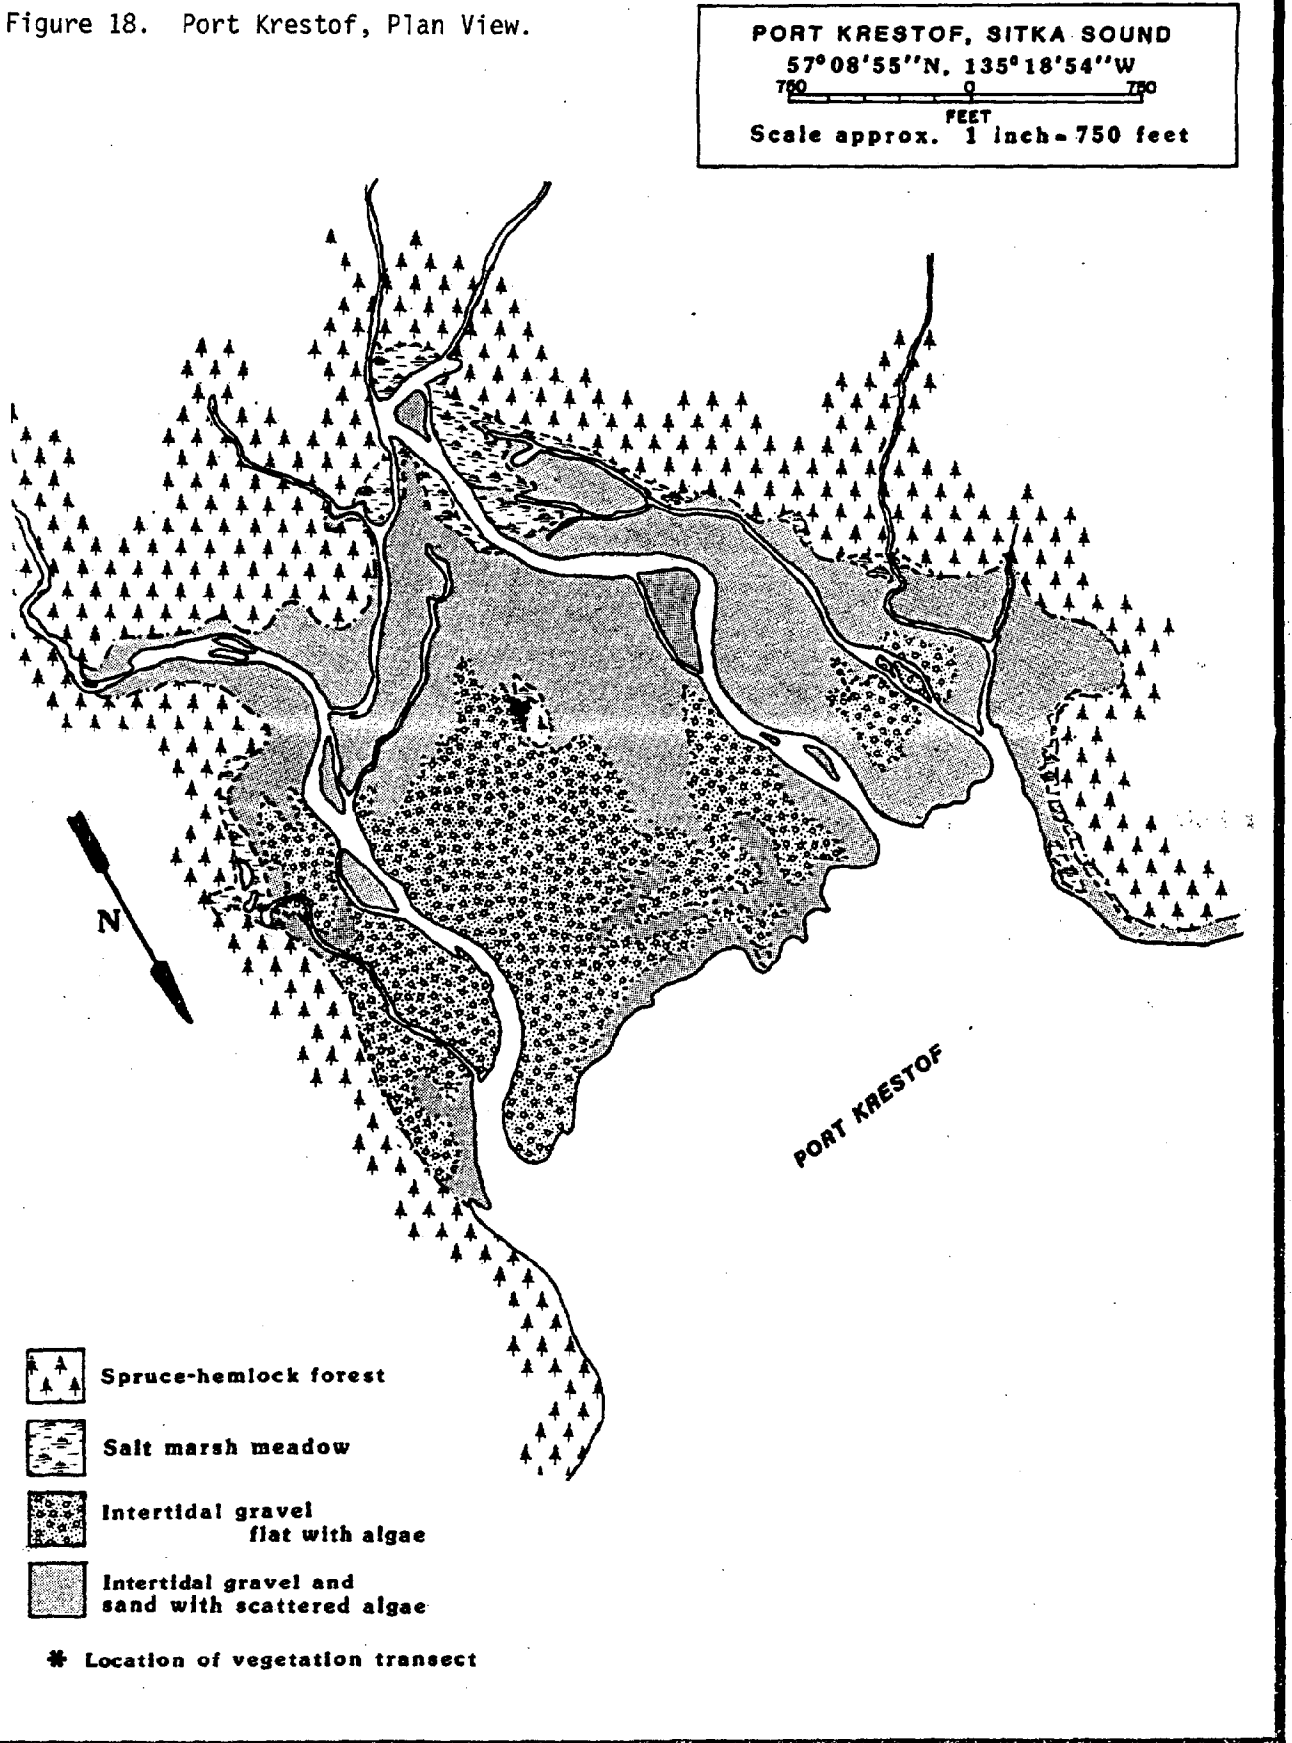 Figure 18. Port Krestof, Plan View.
PORT KRESTOF, SITKA SOUND
57°08'55"N, 135°18'54"W
750 0 750
FEET
Scale approx. 1 inch = 750 feet
N
PORT KRESTOF
Spruce-hemlock forest
Salt marsh meadow
Intertidal gravel
flat with algae
Intertidal gravel and
sand with scattered algae
* Location of vegetation transect